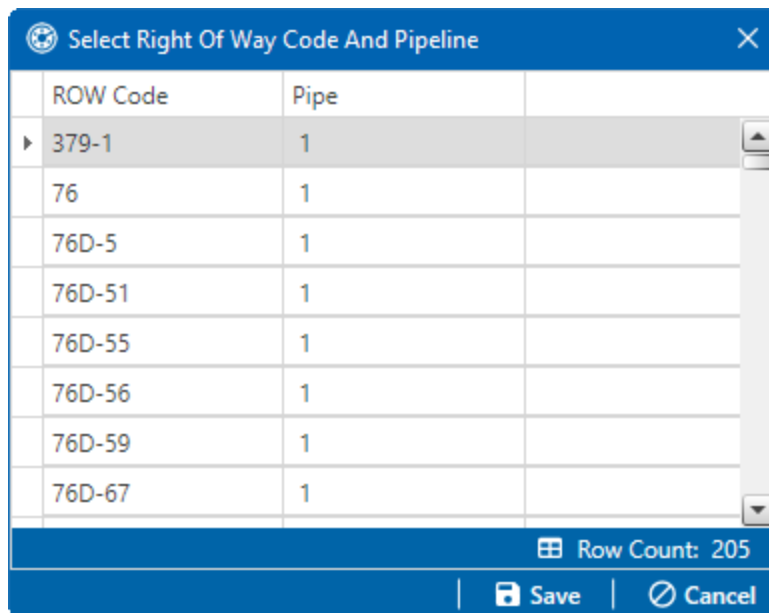 Select Right Of Way Code And Pipeline
ROW Code Pipe
379-1 1
76 1
76D-5 1
76D-51 1
76D-55 1
76D-56 1
76D-59 1
76D-67 1
Row Count: 205
Save Cancel